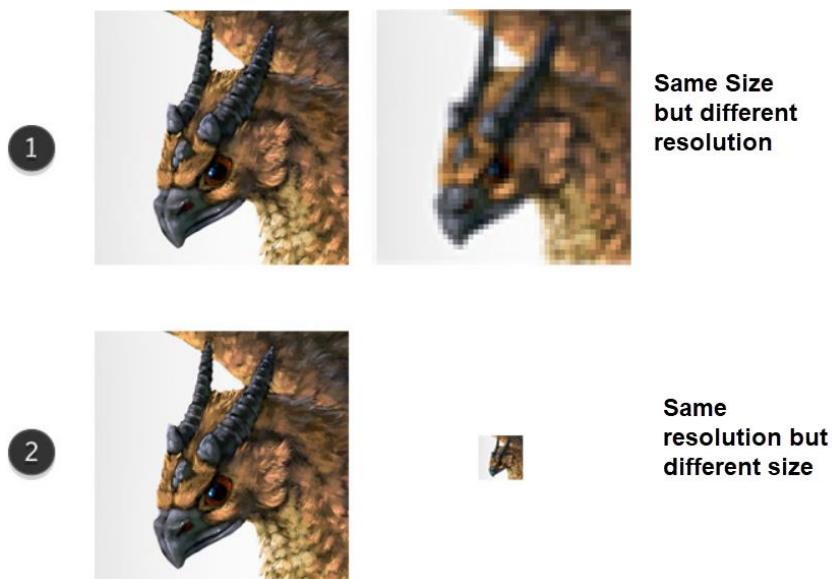 1
Same Size
but different
resolution
2
Same
resolution but
different size